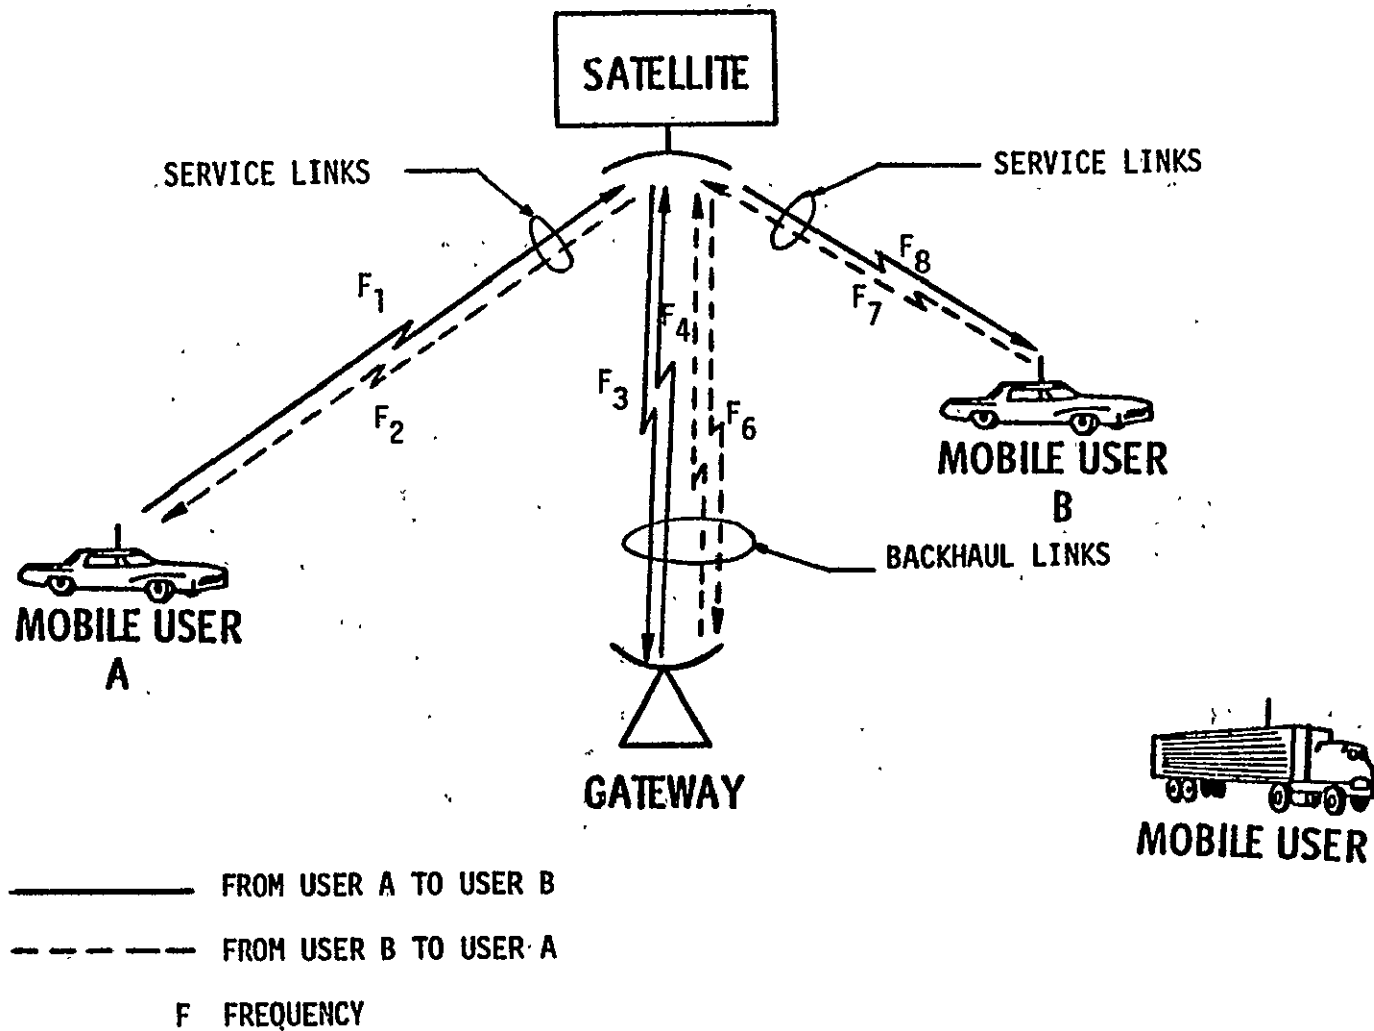 SATELLITE
SERVICE LINKS
SERVICE LINKS
F1
F2
F3
F4
F6
F7
F8
MOBILE USER
A
MOBILE USER
B
BACKHAUL LINKS
GATEWAY
MOBILE USER
FROM USER A TO USER B
FROM USER B TO USER A
F FREQUENCY